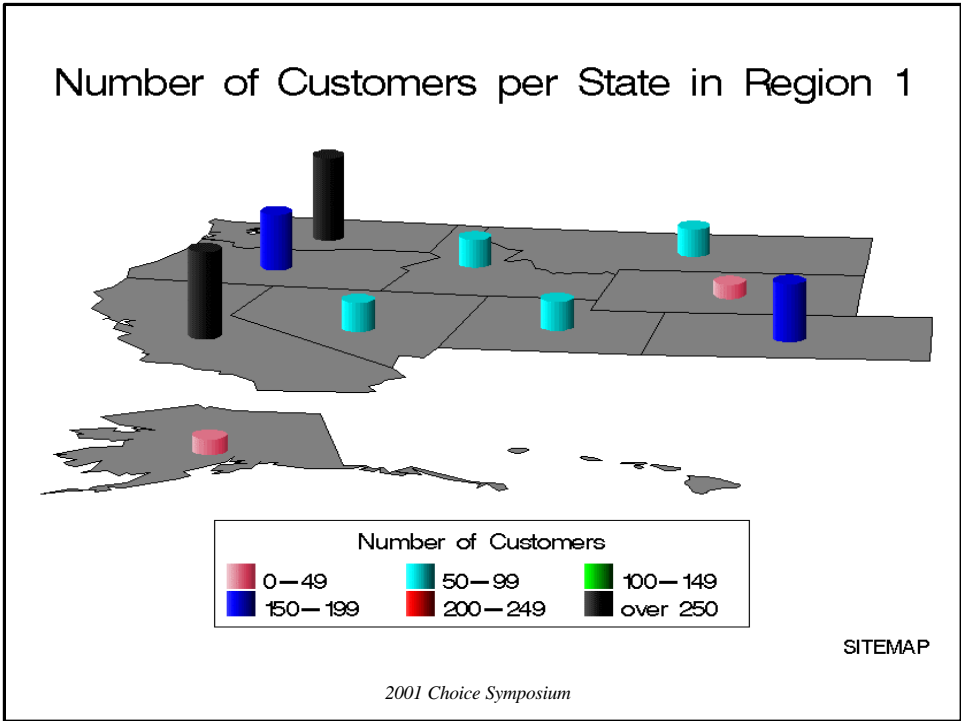 Number of Customers per State in Region 1
Number of Customers
0-49 50-99 100-149
150-199 200-249 over 250
SITEMAP
2001 Choice Symposium